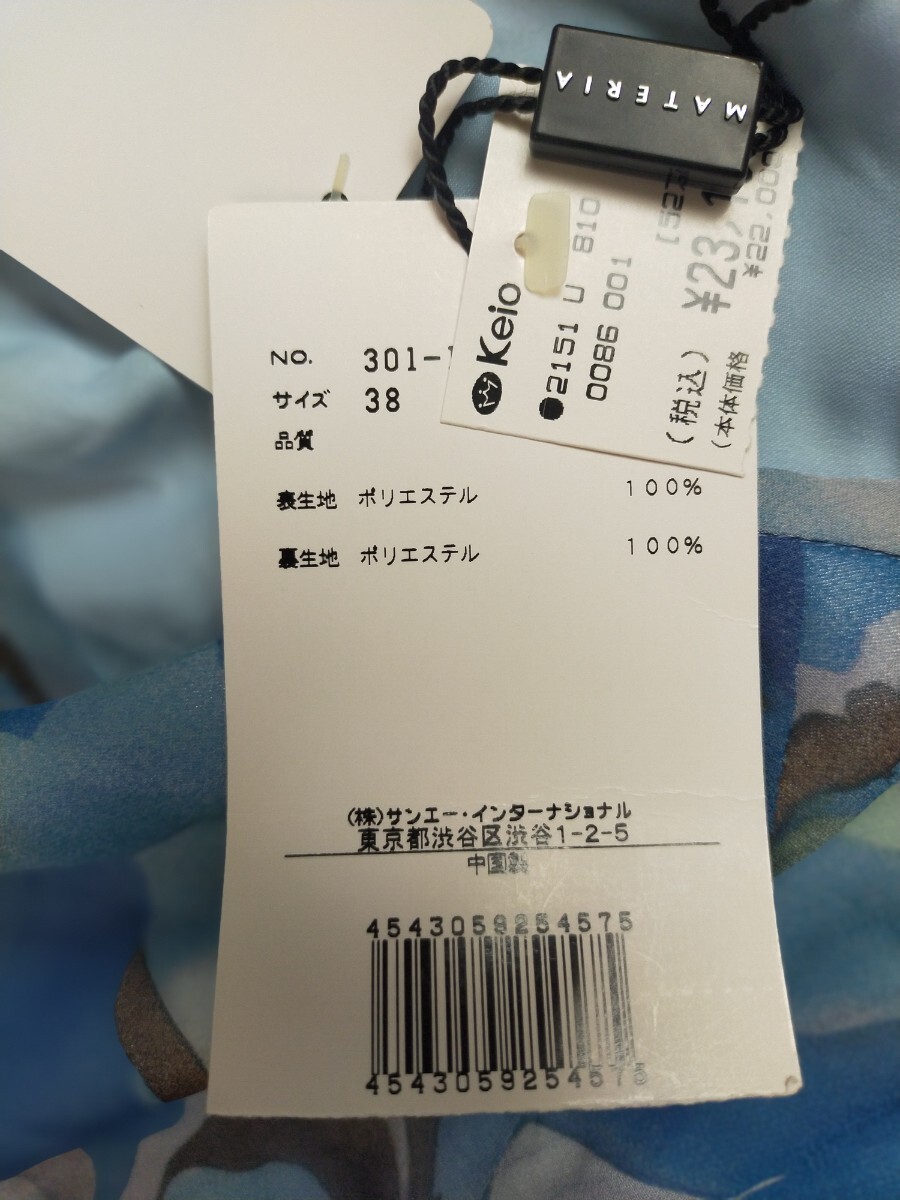 MATERIA
Keio
2151 U 810
0086 001
(税込) ¥23,1
(本体価格 ¥22,000
NO. 301-
サイズ 38
品質
表生地 ポリエステル 100%
裏生地 ポリエステル 100%
(株)サンエー・インターナショナル
東京都渋谷区渋谷1-2-5
中国製
4543059254575
4543059254575